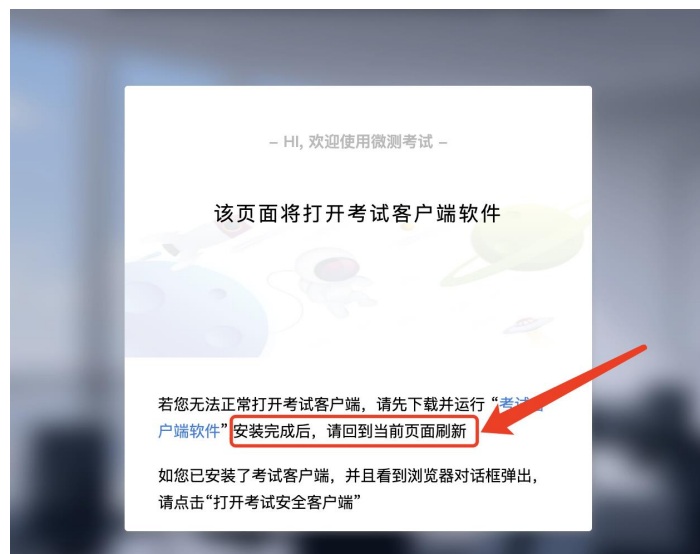 – HI, 欢迎使用微测考试 –
该页面将打开考试客户端软件
若您无法正常打开考试客户端，请先下载并运行 “考试客
户端软件” 安装完成后，请回到当前页面刷新
如您已安装了考试客户端，并且看到浏览器对话框弹出，
请点击“打开考试安全客户端”